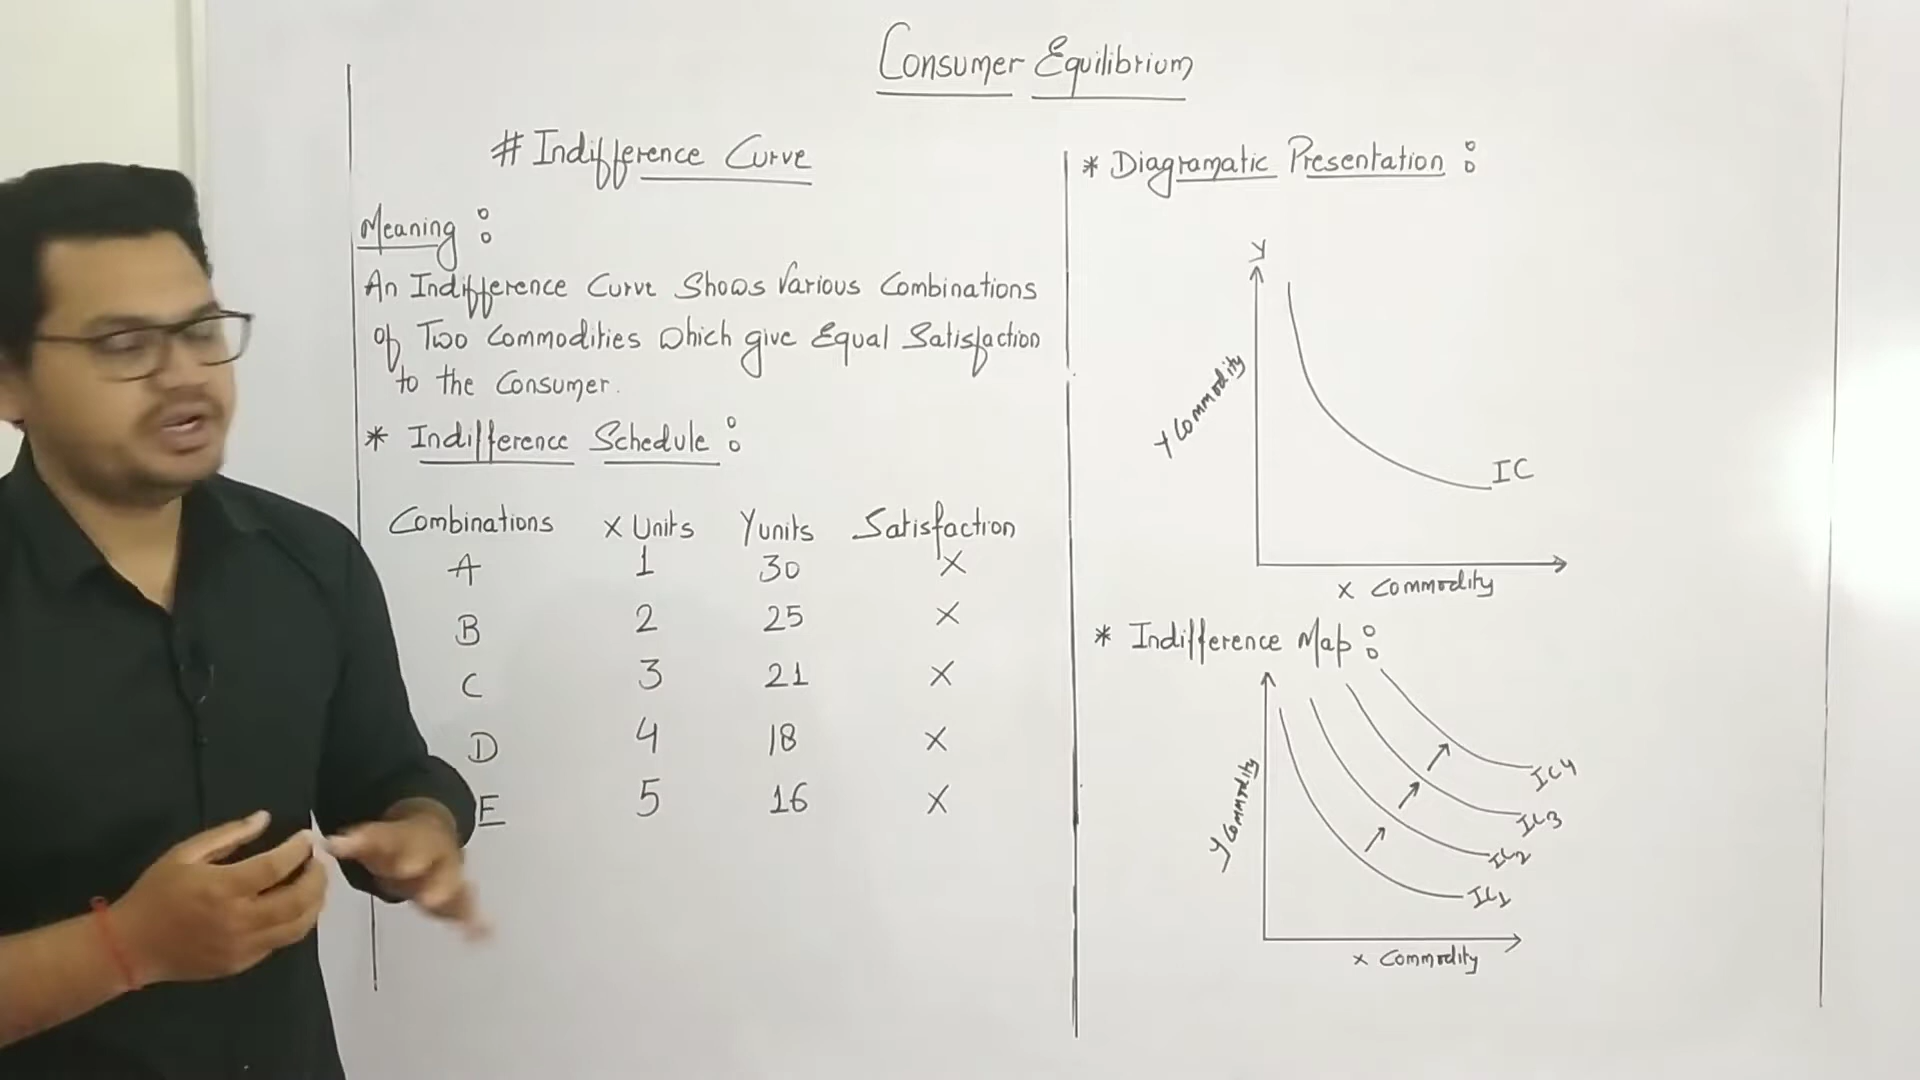 Consumer Equilibrium
# Indifference Curve
Meaning :
An Indifference Curve Shows Various Combinations
of Two Commodities Which give Equal Satisfaction
to the Consumer.
* Indifference Schedule :
Combinations X Units Y units Satisfaction
A 1 30 X
B 2 25 X
C 3 21 X
D 4 18 X
E 5 16 X
* Diagramatic Presentation :
Y
Y Commodity
IC
X Commodity
* Indifference Map :
Y Commodity
IC4
IC3
IC2
IC1
X Commodity